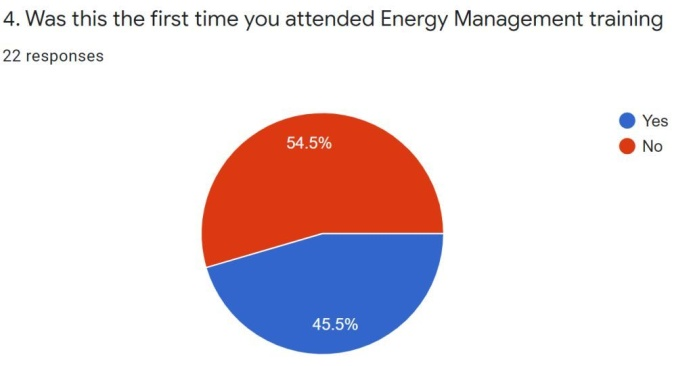 4. Was this the first time you attended Energy Management training
22 responses
54.5%
Yes
No
45.5%